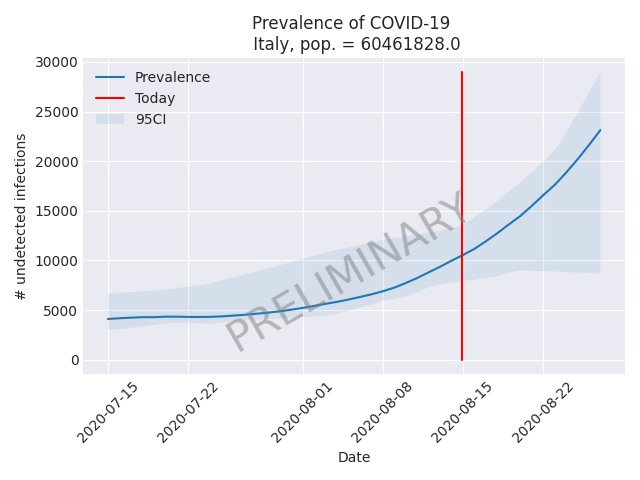 Prevalence of COVID-19
Italy, pop. = 60461828.0
30000
25000
20000
15000
10000
5000
0
# undetected infections
Prevalence
Today
95CI
PRELIMINARY
2020-07-15
2020-07-22
2020-08-01
2020-08-08
2020-08-15
2020-08-22
Date